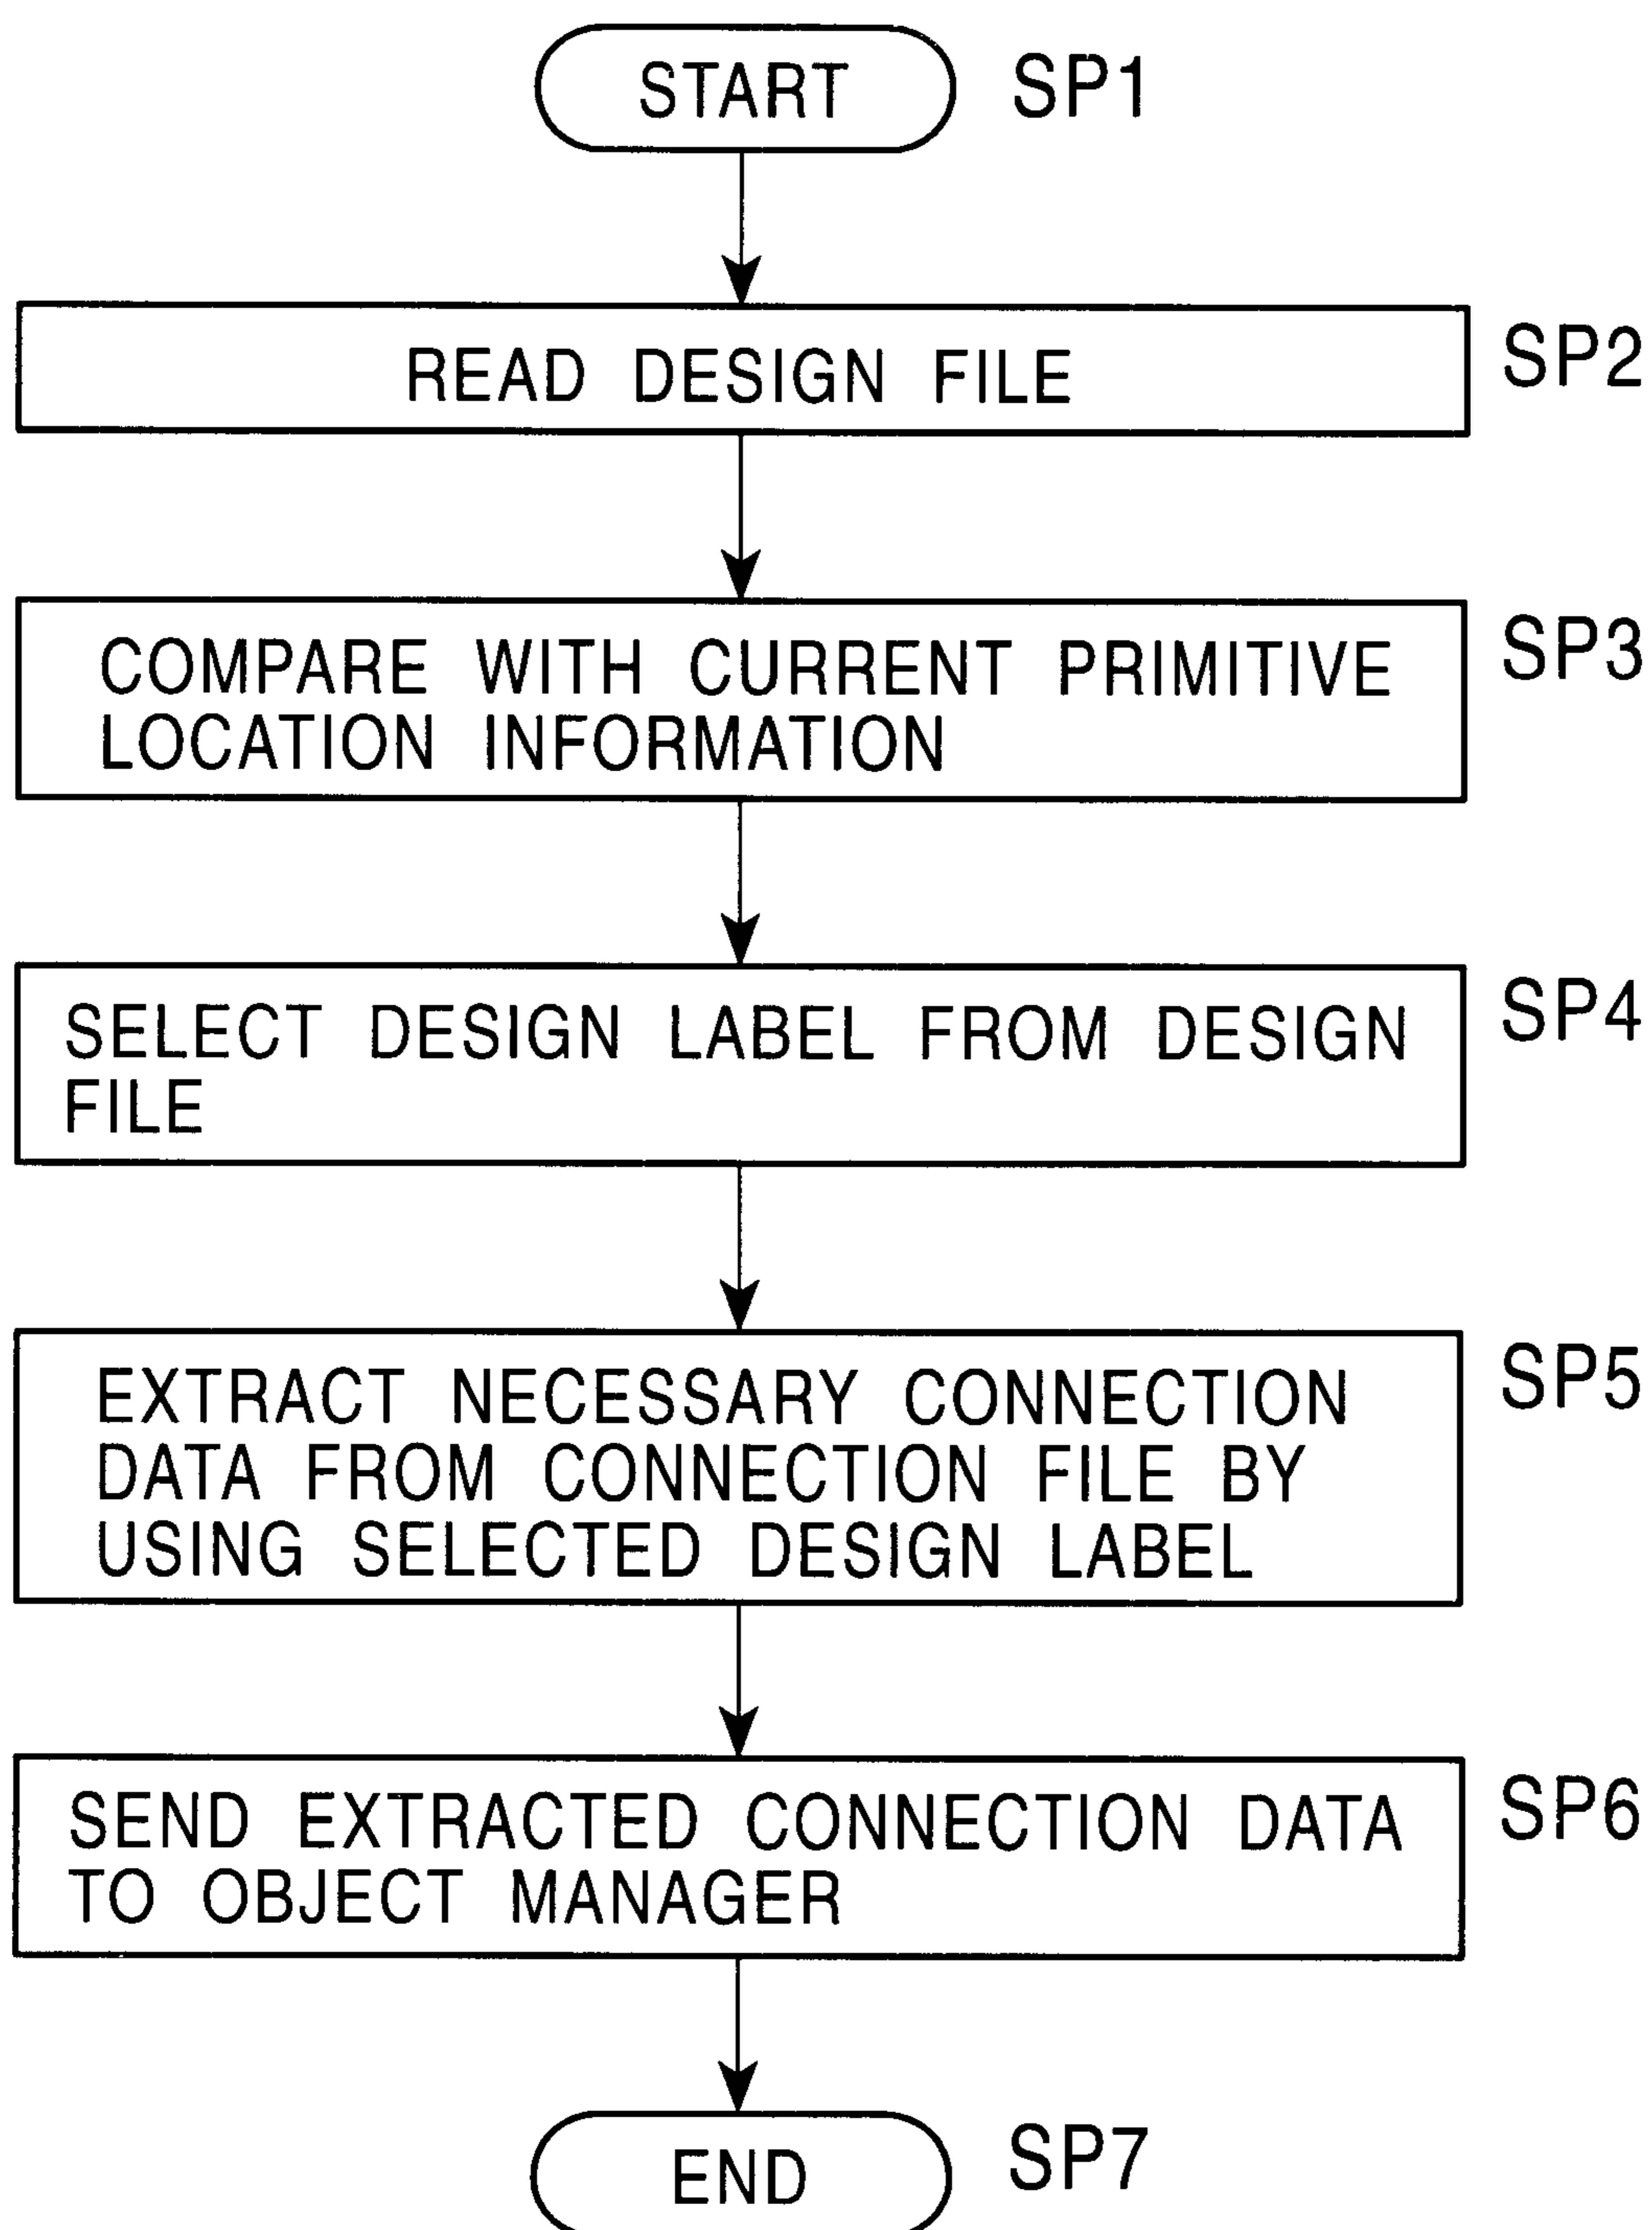 START SP1
READ DESIGN FILE SP2
COMPARE WITH CURRENT PRIMITIVE SP3
LOCATION INFORMATION
SELECT DESIGN LABEL FROM DESIGN SP4
FILE
EXTRACT NECESSARY CONNECTION SP5
DATA FROM CONNECTION FILE BY
USING SELECTED DESIGN LABEL
SEND EXTRACTED CONNECTION DATA SP6
TO OBJECT MANAGER
END SP7